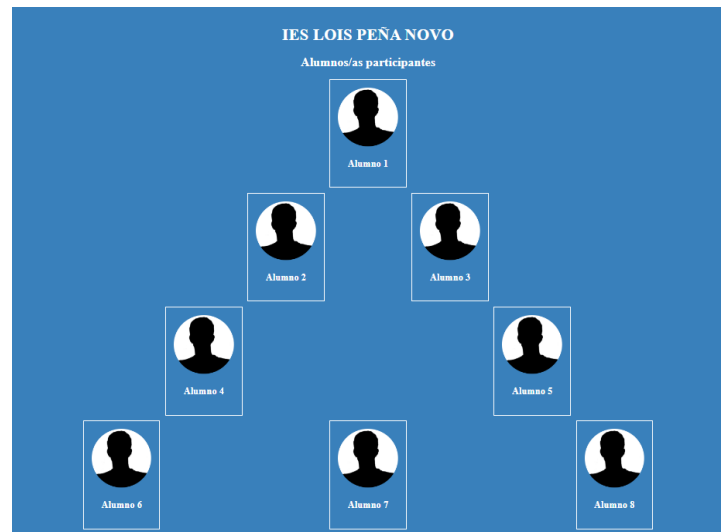 IES LOIS PEÑA NOVO
Alumnos/as participantes
Alumno 1
Alumno 2
Alumno 3
Alumno 4
Alumno 5
Alumno 6
Alumno 7
Alumno 8